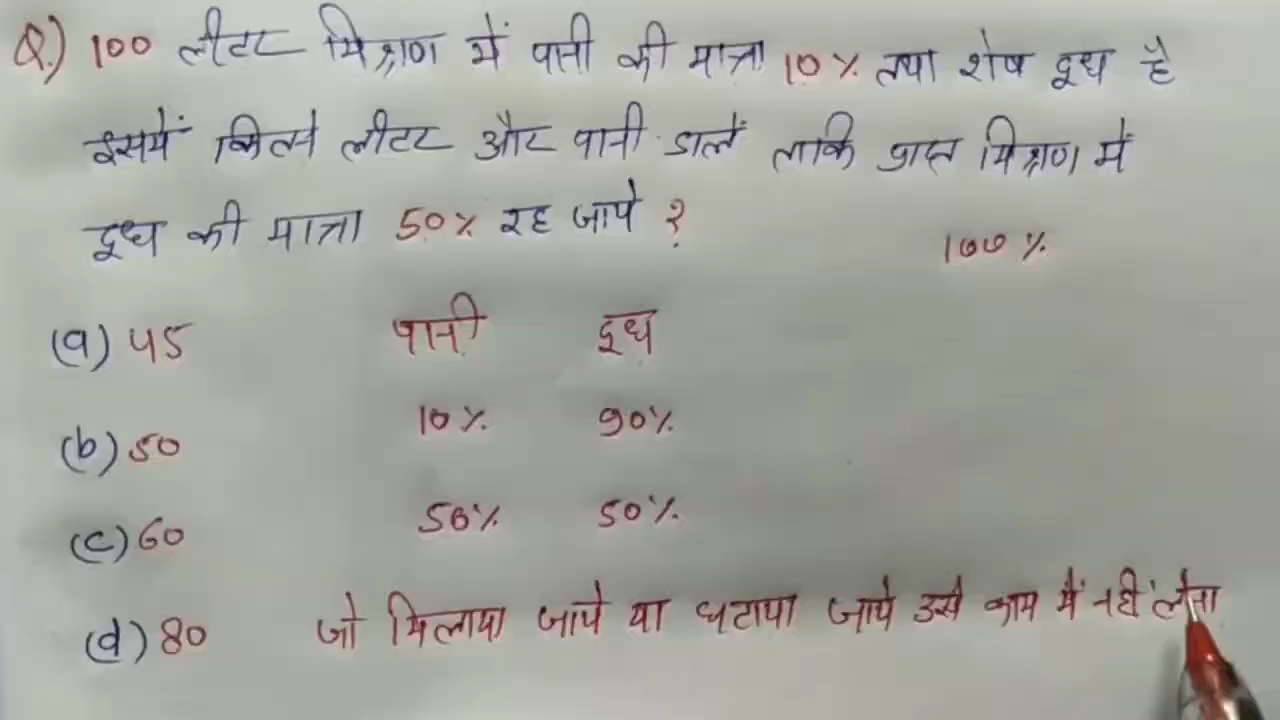 Q.) 100 लीटर मिश्रण में पानी की मात्रा 10% तथा शेष दूध है
इसमें कितने लीटर और पानी डालें ताकि प्राप्त मिश्रण में
दूध की मात्रा 50% रह जाये ?
100%
(a) 45 पानी दूध
10% 90%
(b) 50
50% 50%
(c) 60
(d) 80 जो मिलाया जाये या घटाया जाये उसे काम में नहीं लेना